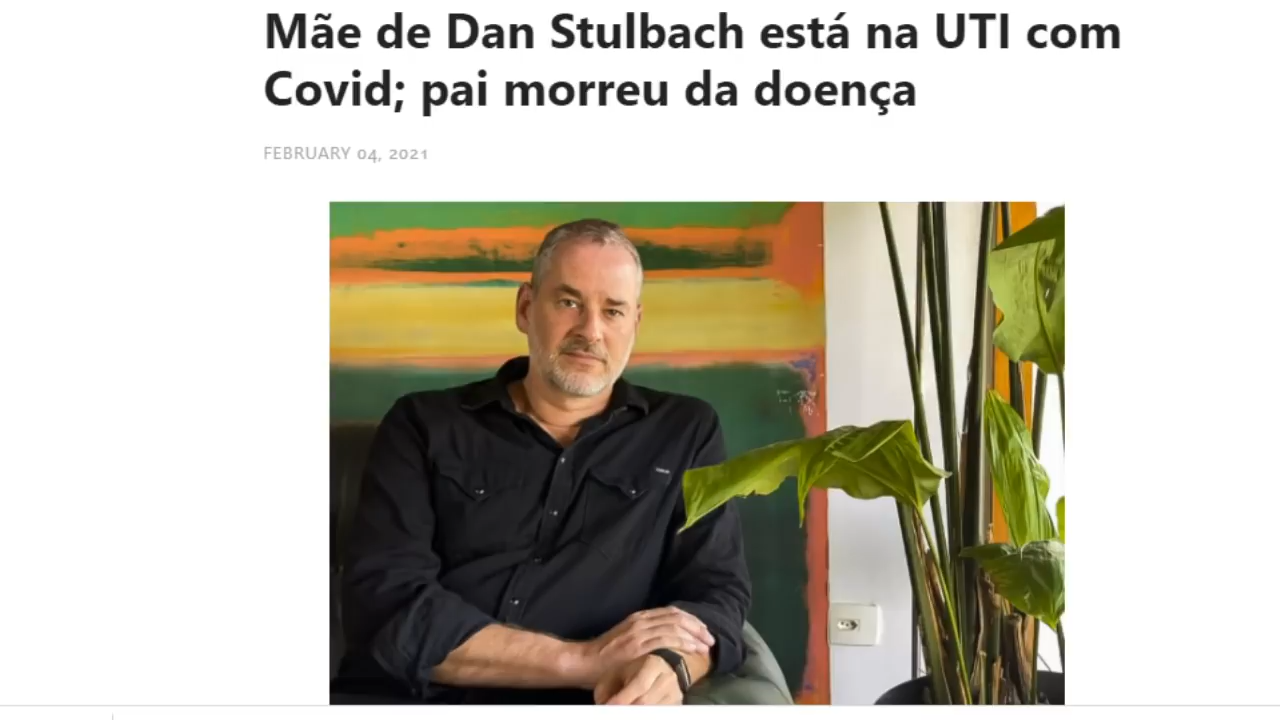 Mãe de Dan Stulbach está na UTI com
Covid; pai morreu da doença
FEBRUARY 04, 2021